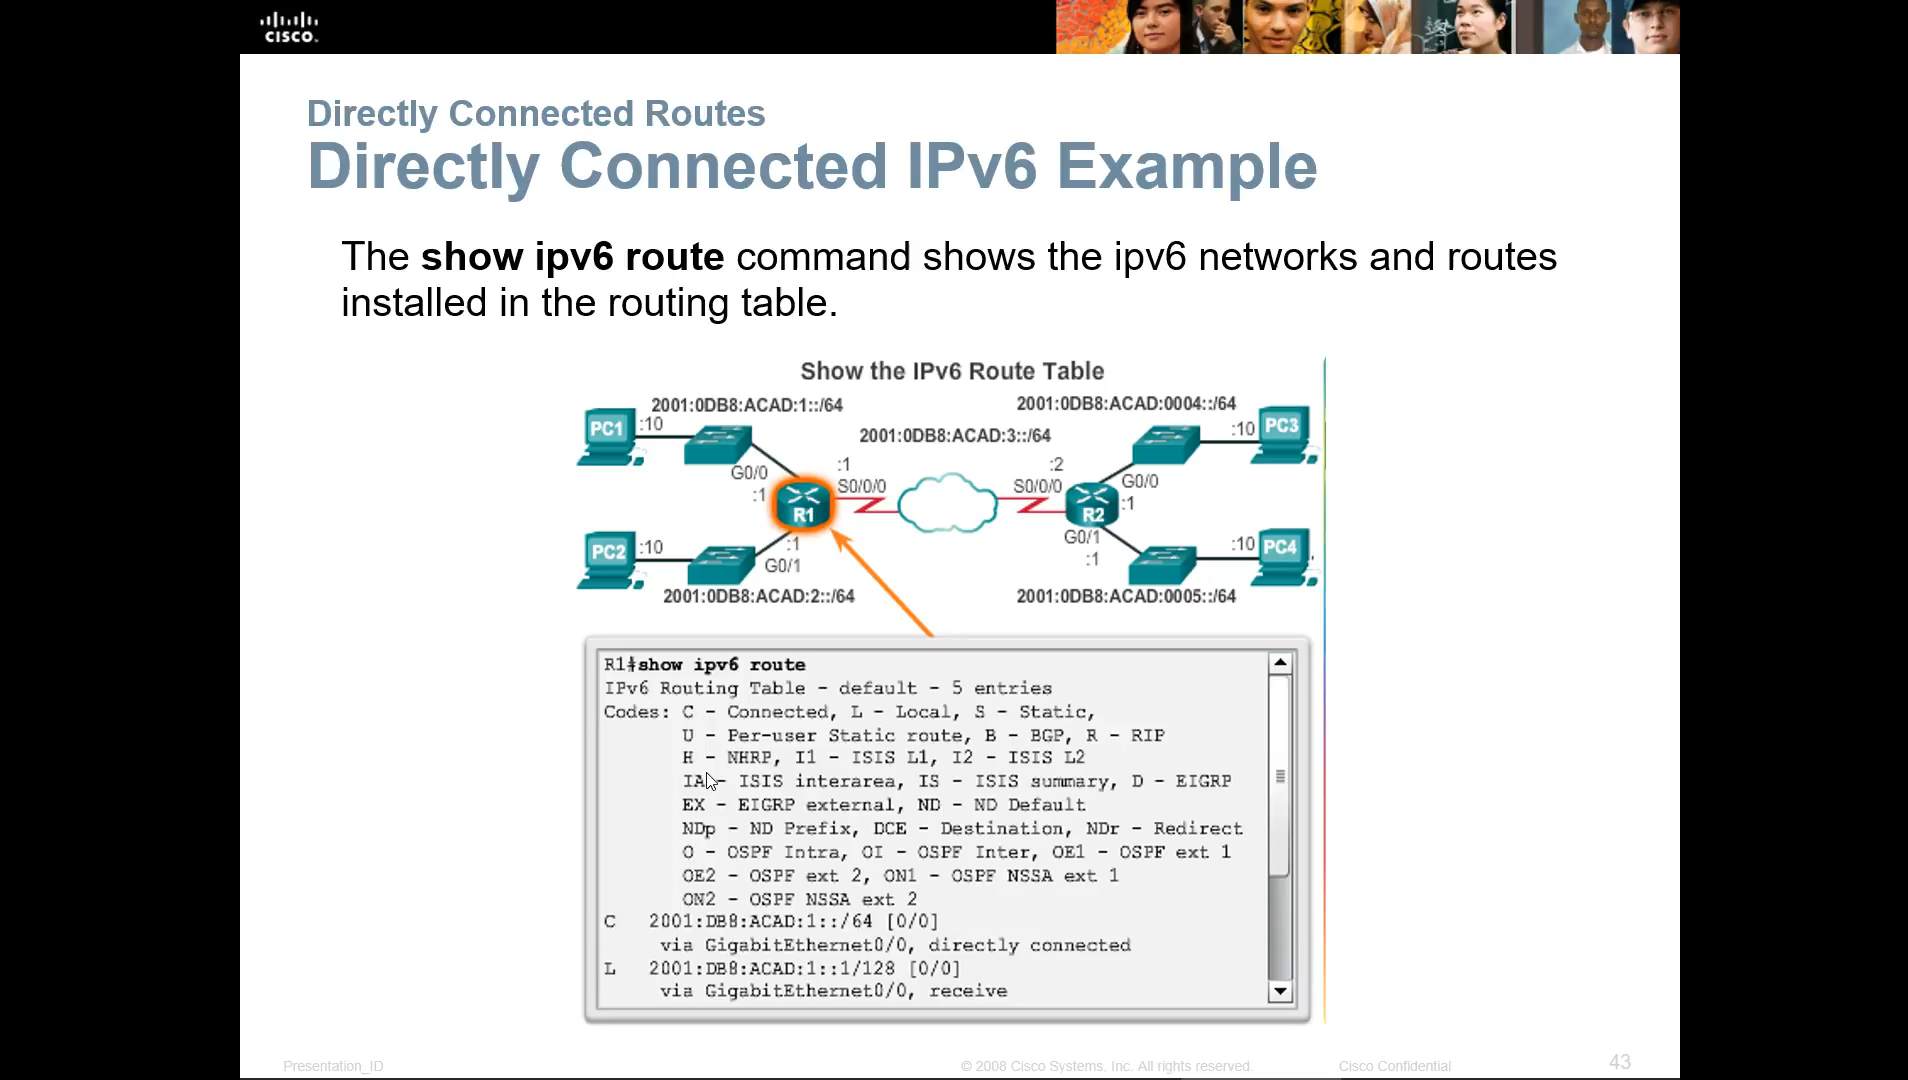 CISCO
Directly Connected Routes
Directly Connected IPv6 Example
The show ipv6 route command shows the ipv6 networks and routes
installed in the routing table.
Show the IPv6 Route Table
2001:0DB8:ACAD:1::/64
2001:0DB8:ACAD:0004::/64
PC1
:10
2001:0DB8:ACAD:3::/64
:10
PC3
G0/0
:1
:1
S0/0/0
:2
S0/0/0
G0/0
:1
R1
R2
PC2
:10
:1
G0/1
G0/1
:1
:10
PC4
2001:0DB8:ACAD:2::/64
2001:0DB8:ACAD:0005::/64
R1#show ipv6 route
IPv6 Routing Table - default - 5 entries
Codes: C - Connected, L - Local, S - Static,
U - Per-user Static route, B - BGP, R - RIP
H - NHRP, I1 - ISIS L1, I2 - ISIS L2
IA - ISIS interarea, IS - ISIS summary, D - EIGRP
EX - EIGRP external, ND - ND Default
NDp - ND Prefix, DCE - Destination, NDr - Redirect
O - OSPF Intra, OI - OSPF Inter, OE1 - OSPF ext 1
OE2 - OSPF ext 2, ON1 - OSPF NSSA ext 1
ON2 - OSPF NSSA ext 2
C 2001:DB8:ACAD:1::/64 [0/0]
via GigabitEthernet0/0, directly connected
L 2001:DB8:ACAD:1::1/128 [0/0]
via GigabitEthernet0/0, receive
Presentation_ID
© 2008 Cisco Systems, Inc. All rights reserved.
Cisco Confidential
43